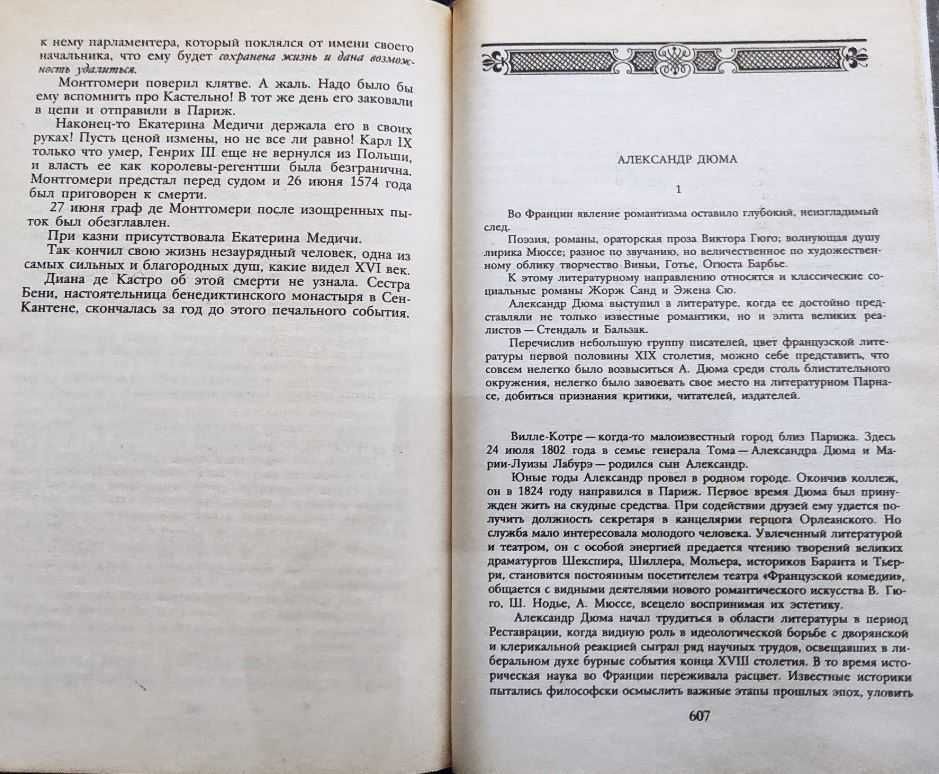 к нему парламентера, который поклялся от имени своего
начальника, что ему будет сохранена жизнь и дана возмож-
ность удалиться.
Монтгомери поверил клятве. А жаль. Надо было бы
ему вспомнить про Кастельно! В тот же день его заковали
в цепи и отправили в Париж.
Наконец-то Екатерина Медичи держала его в своих
руках! Пусть ценой измены, но не все ли равно! Карл IX
только что умер, Генрих III еще не вернулся из Польши,
и власть ее как королевы-регентши была безгранична.
Монтгомери предстал перед судом и 26 июня 1574 года
был приговорен к смерти.
27 июня граф де Монтгомери после изощренных пы-
ток был обезглавлен.
При казни присутствовала Екатерина Медичи.
Так кончил свою жизнь незаурядный человек, одна из
самых сильных и благородных душ, какие видел XVI век.
Диана де Кастро об этой смерти не узнала. Сестра
Бени, настоятельница бенедиктинского монастыря в Сен-
Кантене, скончалась за год до этого печального события.
АЛЕКСАНДР ДЮМА
1
Во Франции явление романтизма оставило глубокий, неизгладимый
след.
Поэзия, романы, ораторская проза Виктора Гюго; волнующая душу
лирика Мюссе; разное по звучанию, но величественное по художествен-
ному облику творчество Виньи, Готье, Огюста Барбье.
К этому литературному направлению относятся и классические со-
циальные романы Жорж Санд и Эжена Сю.
Александр Дюма выступил в литературе, когда ее достойно пред-
ставляли не только известные романтики, но и элита великих реа-
листов — Стендаль и Бальзак.
Перечислив небольшую группу писателей, цвет французской лите-
ратуры первой половины XIX столетия, можно себе представить, что
совсем нелегко было возвыситься А. Дюма среди столь блистательного
окружения, нелегко было завоевать свое место на литературном Парна-
се, добиться признания критики, читателей, издателей.
Вилле-Котре — когда-то малоизвестный город близ Парижа. Здесь
24 июля 1802 года в семье генерала Тома — Александра Дюма и Ма-
рии-Луизы Лабурэ — родился сын Александр.
Юные годы Александр провел в родном городе. Окончив коллеж,
он в 1824 году направился в Париж. Первое время Дюма был прину-
жден жить на скудные средства. При содействии друзей ему удается по-
лучить должность секретаря в канцелярии герцога Орлеанского. Но
служба мало интересовала молодого человека. Увлеченный литературой
и театром, он с особой энергией предается чтению творений великих
драматургов Шекспира, Шиллера, Мольера, историков Баранта и Тьер-
ри, становится постоянным посетителем театра «Французской комедии»,
общается с видными деятелями нового романтического искусства В. Гю-
го, Ш. Нодье, А. Мюссе, всецело воспринимая их эстетику.
Александр Дюма начал трудиться в области литературы в период
Реставрации, когда видную роль в идеологической борьбе с дворянской
и клерикальной реакцией сыграл ряд научных трудов, освещавших в ли-
беральном духе бурные события конца XVIII столетия. В то время исто-
рическая наука во Франции переживала расцвет. Известные историки
пытались философски осмыслить важные этапы прошлых эпох, уловить
607